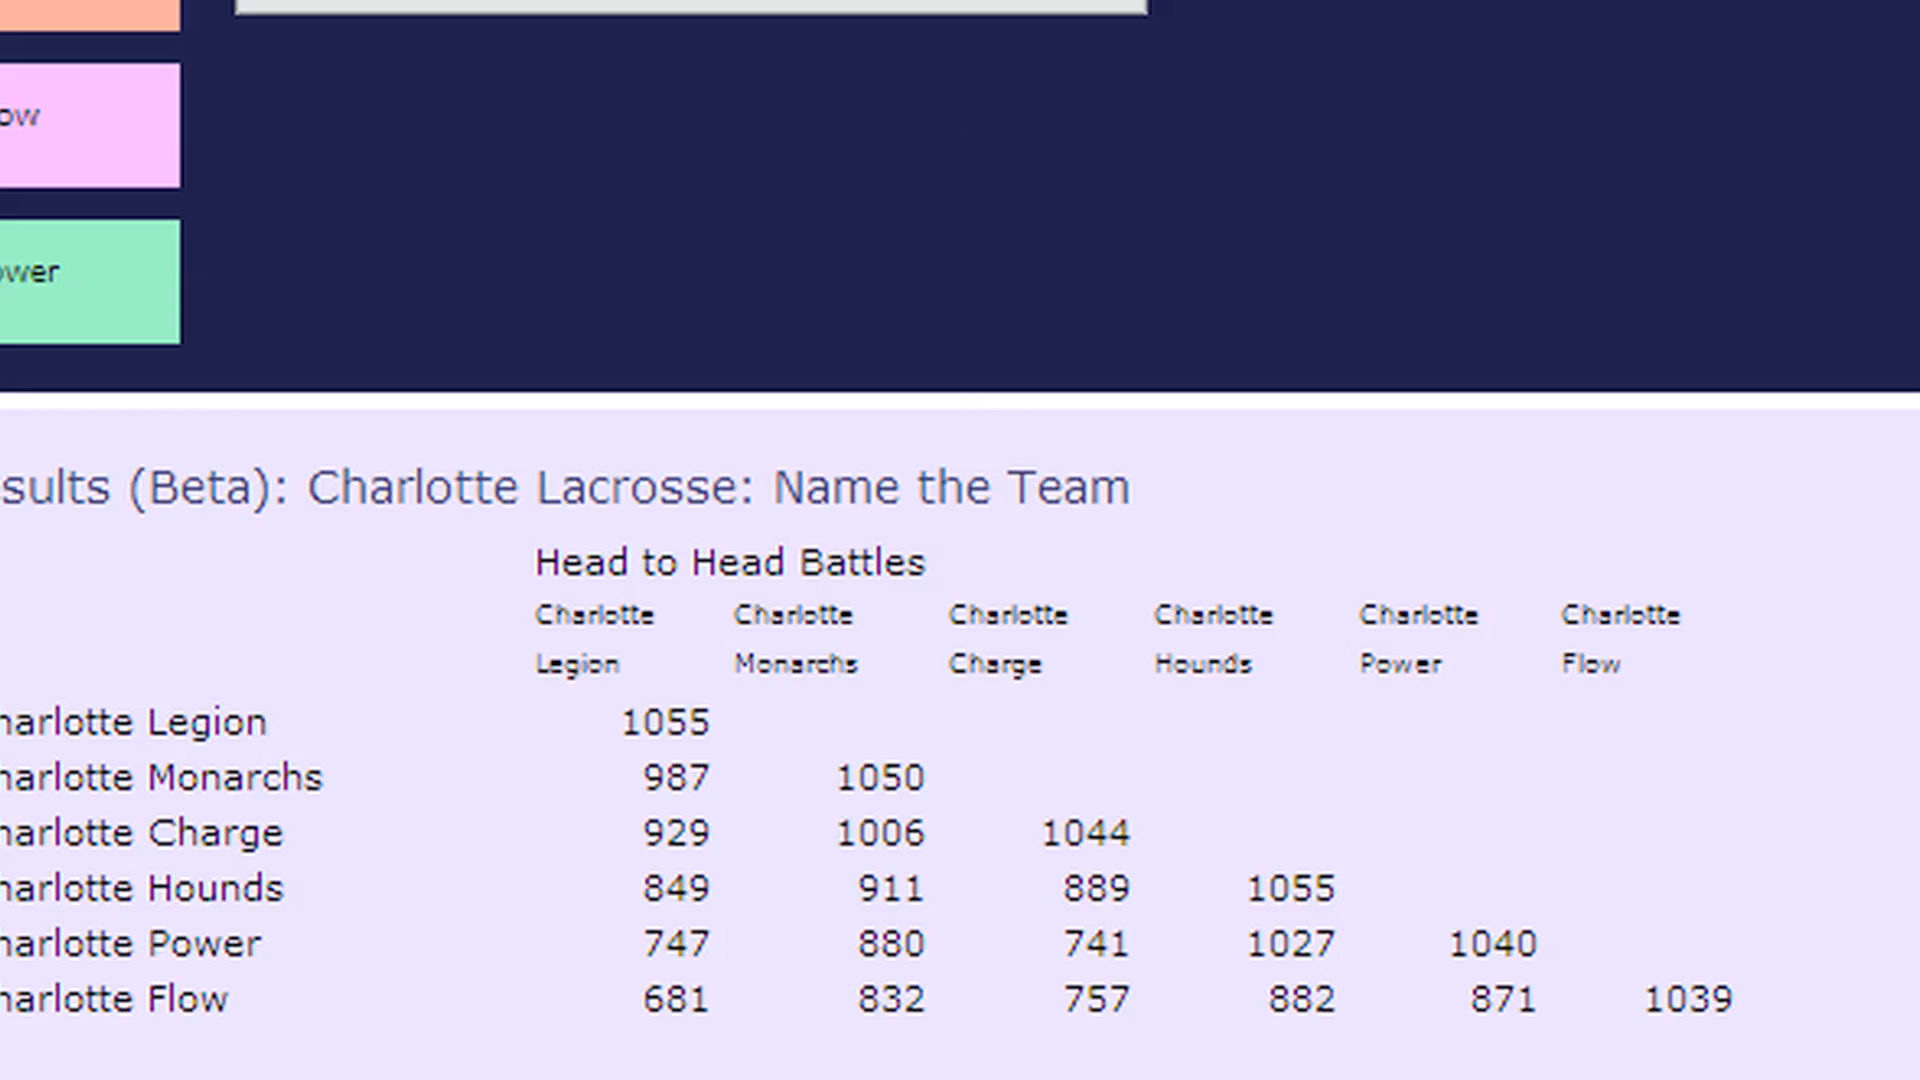 ow
ower
sults (Beta): Charlotte Lacrosse: Name the Team
Head to Head Battles
Charlotte Charlotte Charlotte Charlotte Charlotte Charlotte
Legion Monarchs Charge Hounds Power Flow
harlotte Legion 1055
harlotte Monarchs 987 1050
harlotte Charge 929 1006 1044
harlotte Hounds 849 911 889 1055
harlotte Power 747 880 741 1027 1040
harlotte Flow 681 832 757 882 871 1039